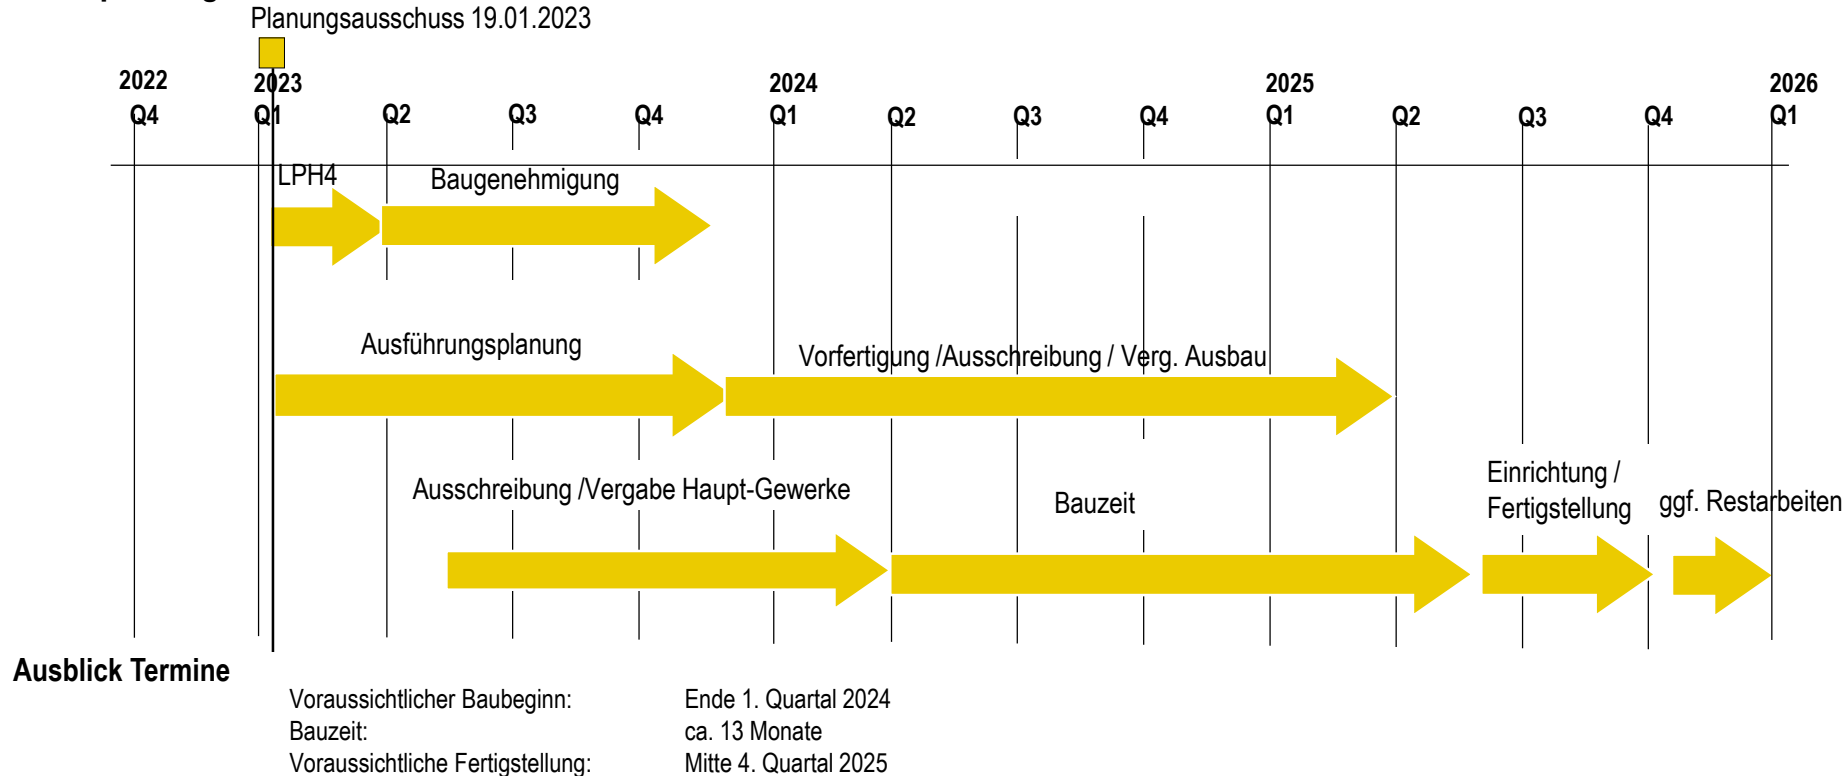 Planungsausschuss 19.01.2023
2022 2023 2024 2025 2026
Q4 Q1 Q2 Q3 Q4 Q1 Q2 Q3 Q4 Q1 Q2 Q3 Q4 Q1
LPH4 Baugenehmigung
Ausführungsplanung Vorfertigung /Ausschreibung / Verg. Ausbau
Ausschreibung /Vergabe Haupt-Gewerke Bauzeit
Einrichtung /
Fertigstellung
ggf. Restarbeiten
Ausblick Termine
Voraussichtlicher Baubeginn: Ende 1. Quartal 2024
Bauzeit: ca. 13 Monate
Voraussichtliche Fertigstellung: Mitte 4. Quartal 2025